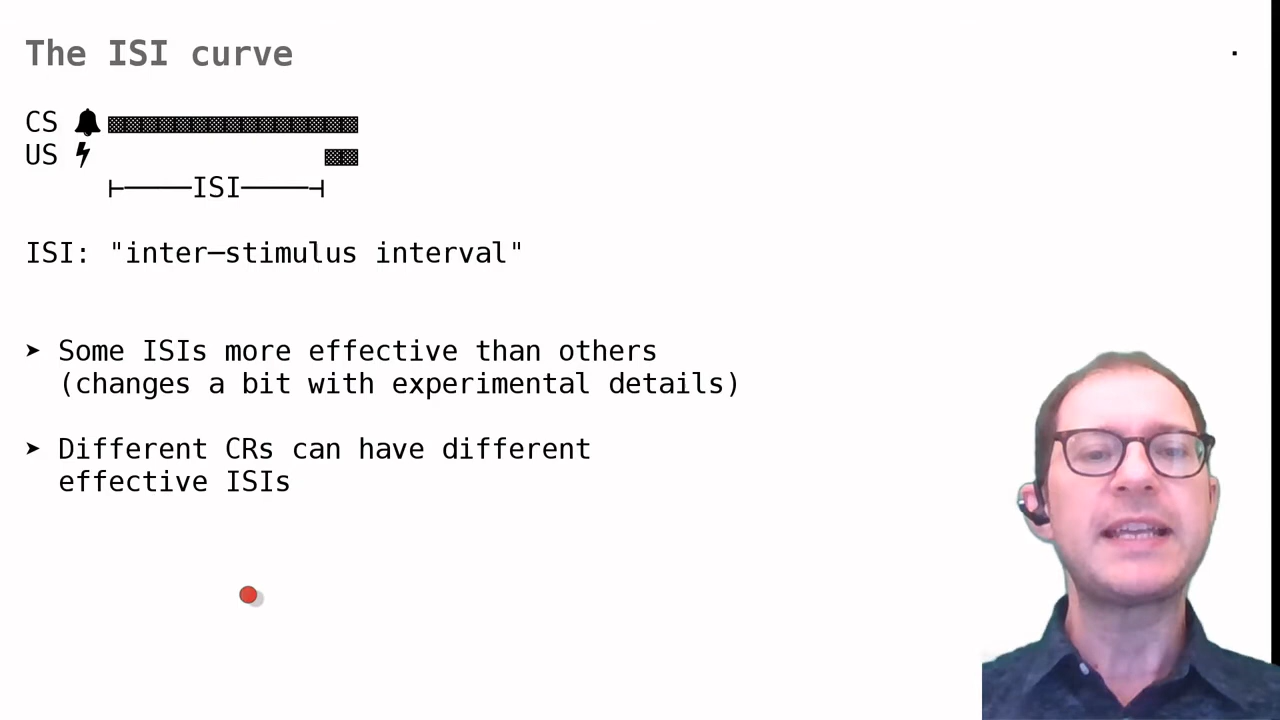 The ISI curve
CS
US
ISI
ISI: "inter—stimulus interval"
➤ Some ISIs more effective than others
(changes a bit with experimental details)
➤ Different CRs can have different
effective ISIs